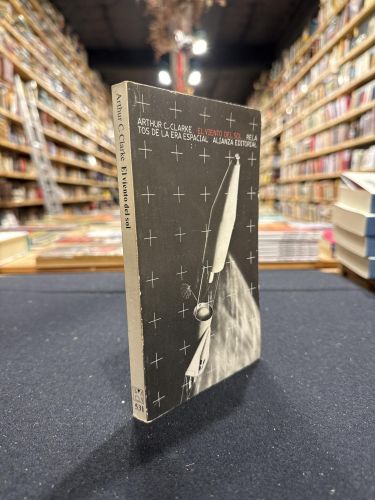 ARTHUR C. CLARKE EL VIENTO DEL SOL RELA
TOS DE LA ERA ESPACIAL ALIANZA EDITORIAL
Arthur C. Clarke: El viento del sol